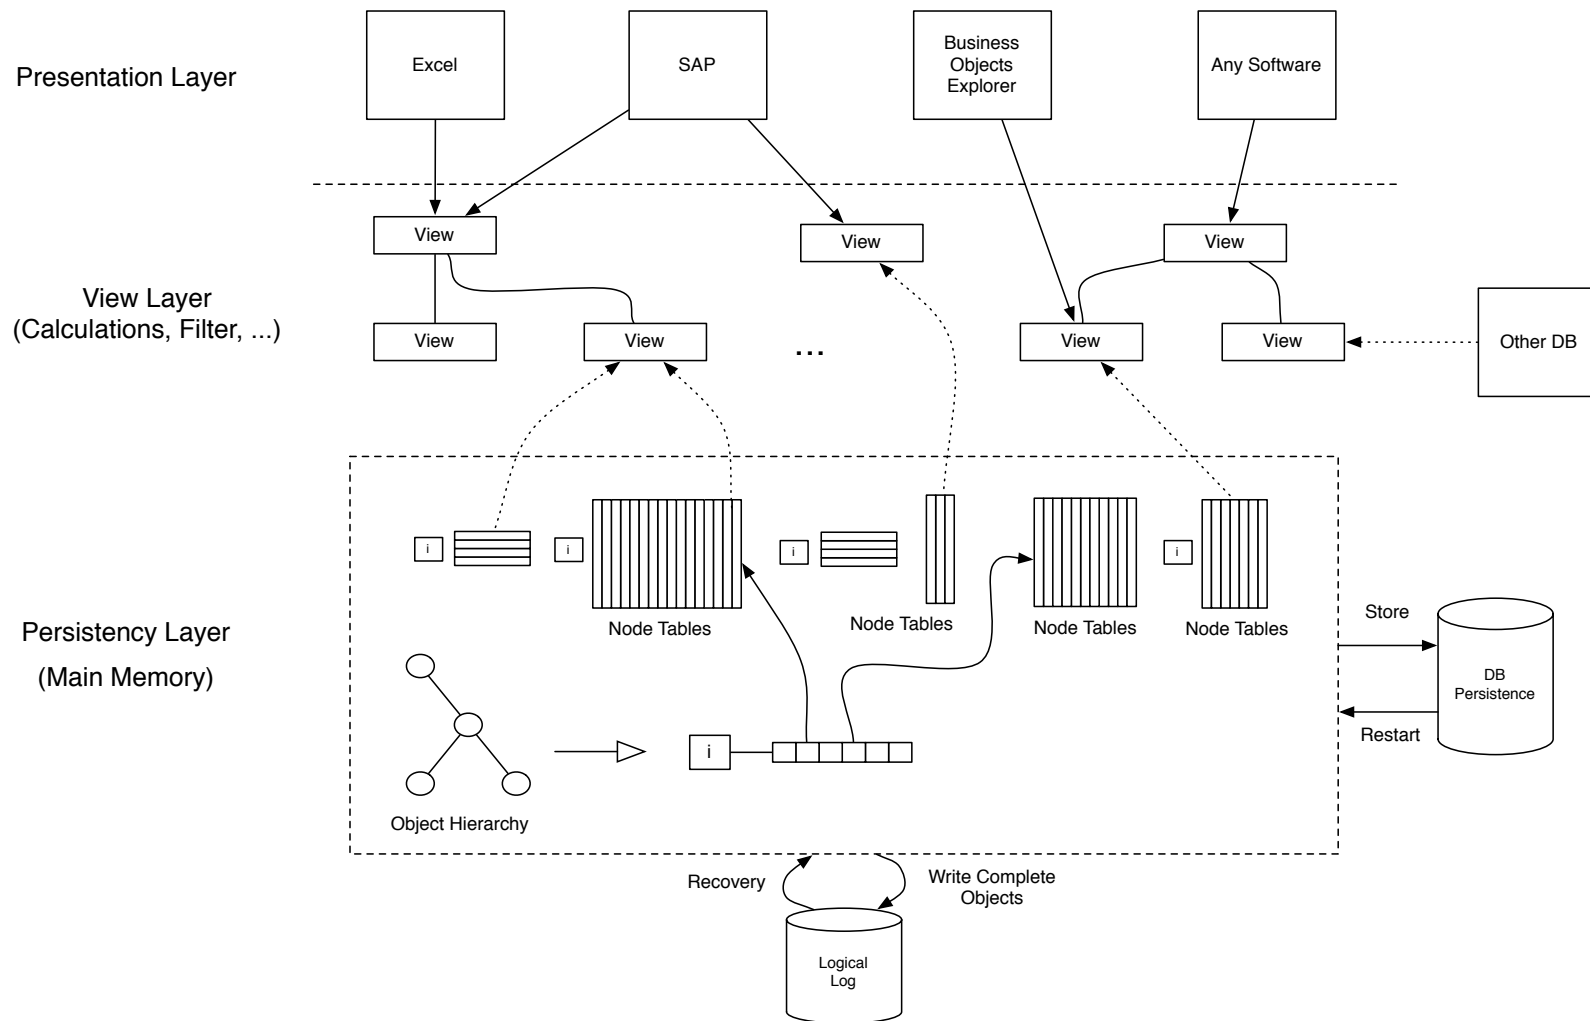 Presentation Layer
Excel
SAP
Business
Objects
Explorer
Any Software
View
View
View
View Layer
(Calculations, Filter, ...)
View
View
...
View
View
Other DB
i
i
i
i
Node Tables
Node Tables
Node Tables
Node Tables
Persistency Layer
(Main Memory)
Store
DB
Persistence
Restart
i
Object Hierarchy
Recovery
Write Complete
Objects
Logical
Log